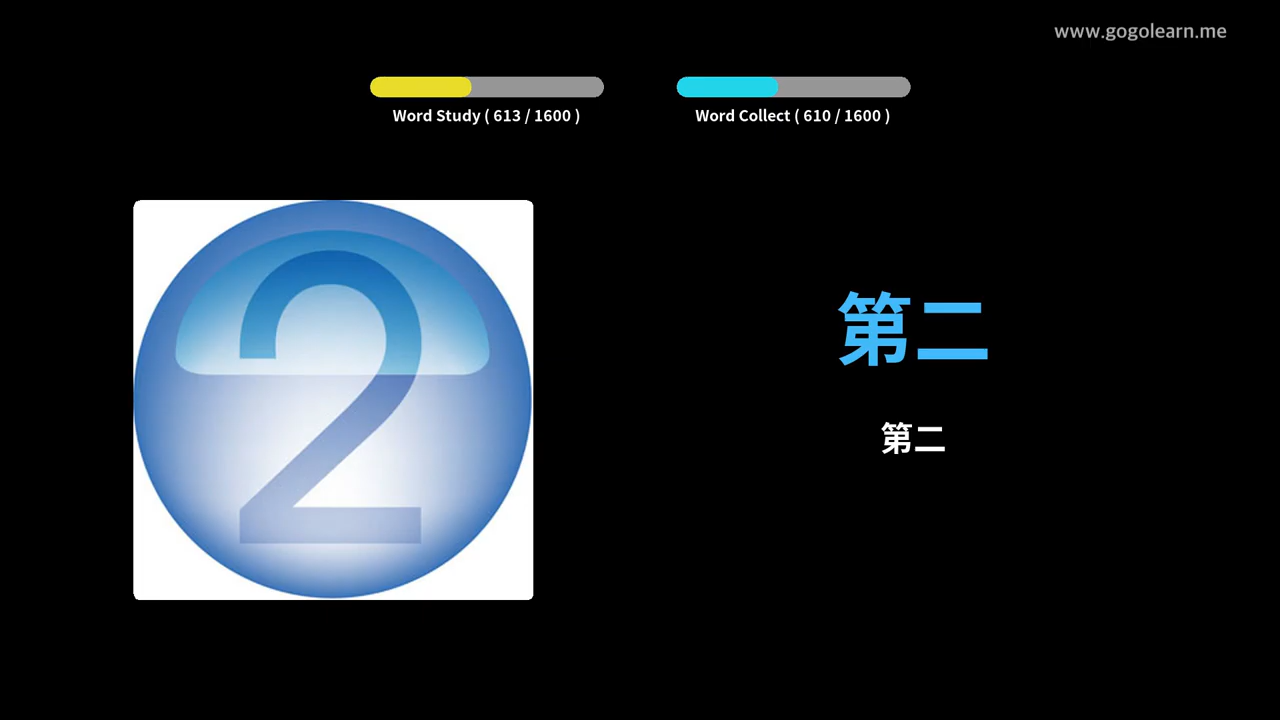 www.gogolearn.me
Word Study ( 613 / 1600 )
Word Collect ( 610 / 1600 )
2
第二
第二